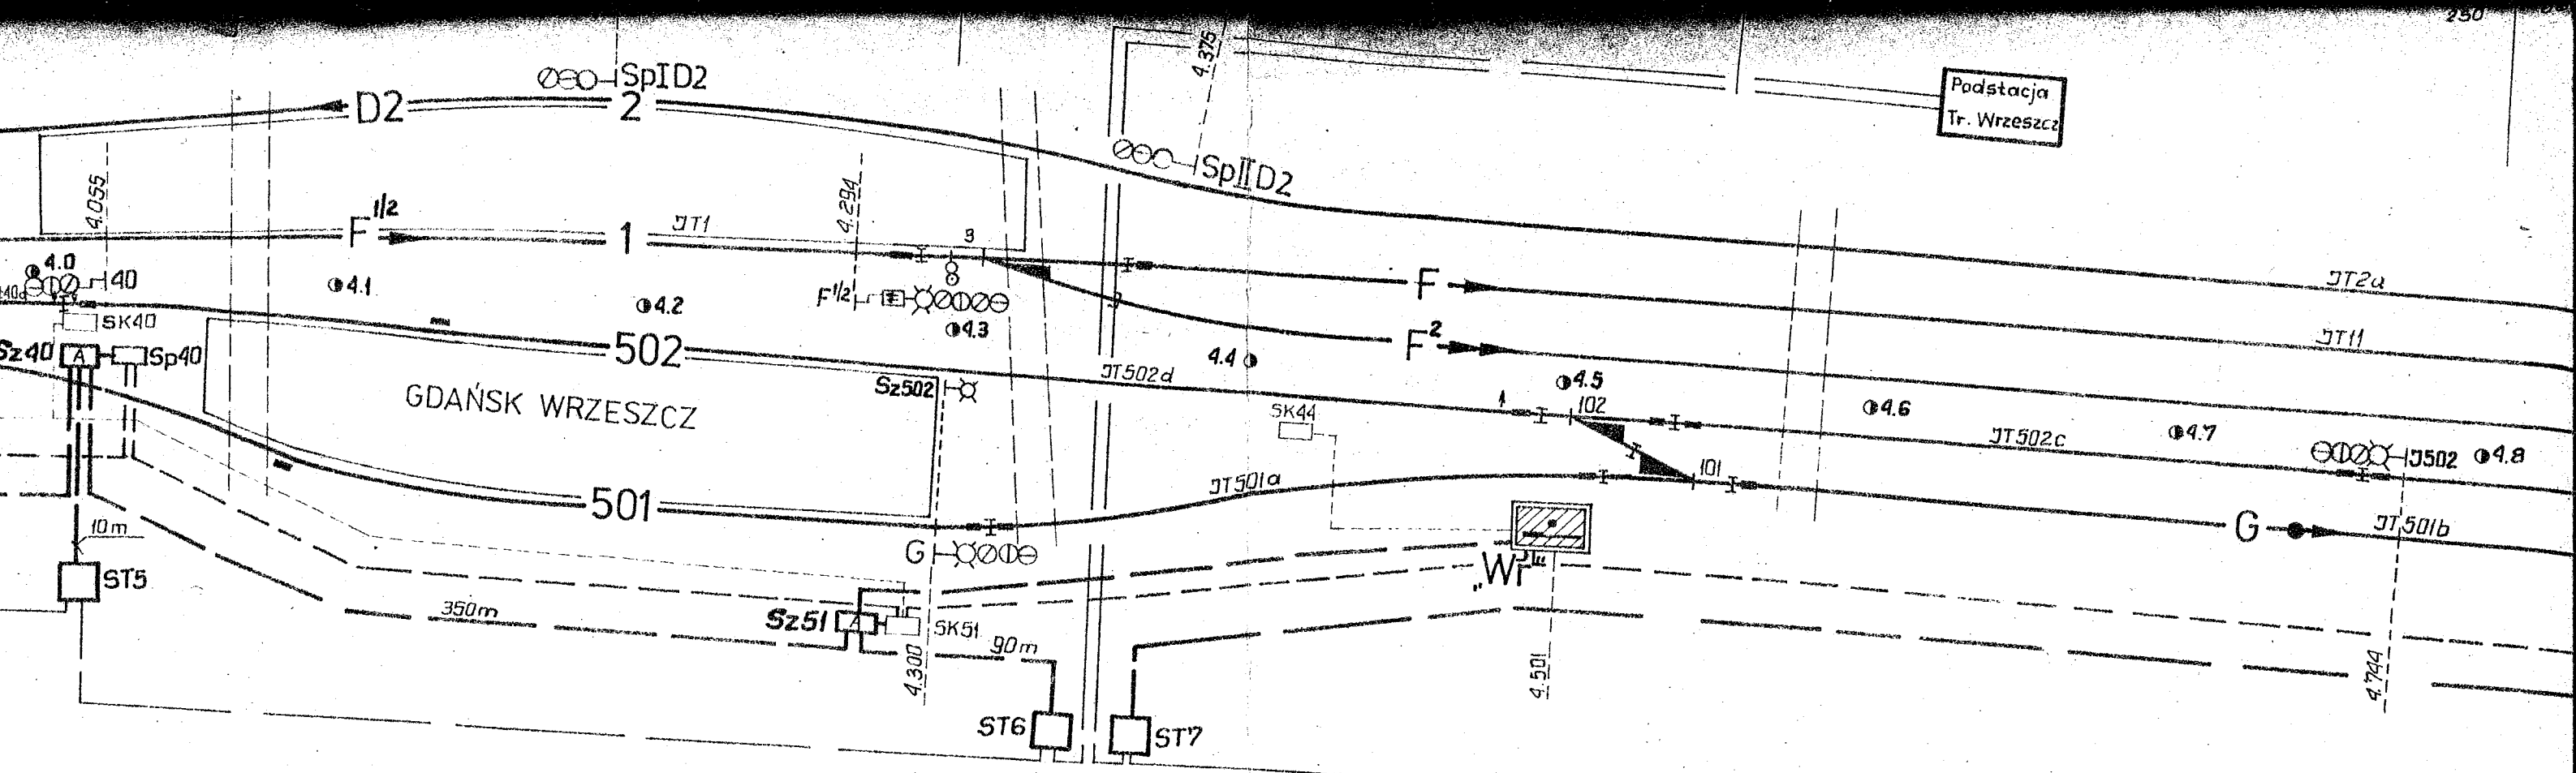 250
SpID2
4.375
Podstacja
Tr. Wrzeszcz
D2
2
SpIID2
4.055
F1/2
1
JT1
4.294
3
4.0
40
4.1
4.2
F1/2
4.3
F
JT2a
JT11
SK40
502
4.4
F2
Sz40
A
Sp40
JT502d
4.5
GDAŃSK WRZESZCZ
Sz502
SK44
102
4.6
4.7
JT502c
J502
4.8
501
JT501a
101
G
JT501b
10m
G
ST5
„Wr"
350m
Sz51
A
SK51
90m
4.300
4.501
4.744
ST6
ST7